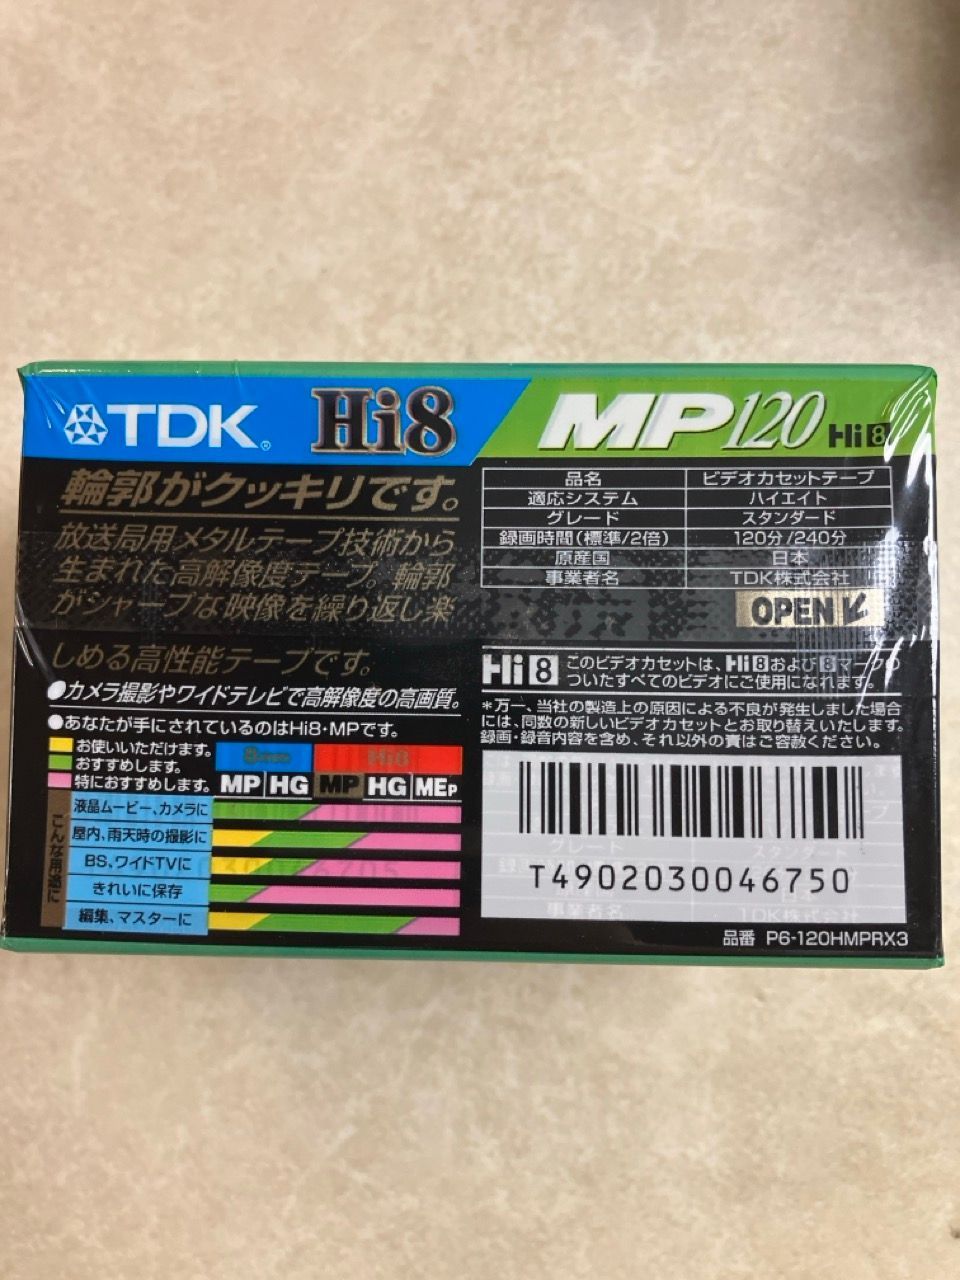 TDK Hi8 MP120 Hi8
輪郭がクッキリです。
放送局用メタルテープ技術から
生まれた高解像度テープ。輪郭
がシャープな映像を繰り返し楽
しめる高性能テープです。
●カメラ撮影やワイドテレビで高解像度の高画質。
●あなたが手にされているのはHi8・MPです。
お使いいただけます。
おすすめします。
特におすすめします。
8mm Hi8
MP HG MP HG MEp
こんな用途に
液晶ムービー、カメラに
屋内、雨天時の撮影に
BS、ワイドTVに
きれいに保存
編集、マスターに
品名 ビデオカセットテープ
適応システム ハイエイト
グレード スタンダード
録画時間(標準/2倍) 120分/240分
原産国 日本
事業者名 TDK株式会社
OPEN
Hi8 このビデオカセットは、Hi8および8マークの
ついたすべてのビデオにご使用になれます。
*万一、当社の製造上の原因による不良が発生しました場合
には、同数の新しいビデオカセットとお取り替えいたします。
録画・録音内容を含め、それ以外の責はご容赦ください。
T4902030046750
品番 P6-120HMPRX3